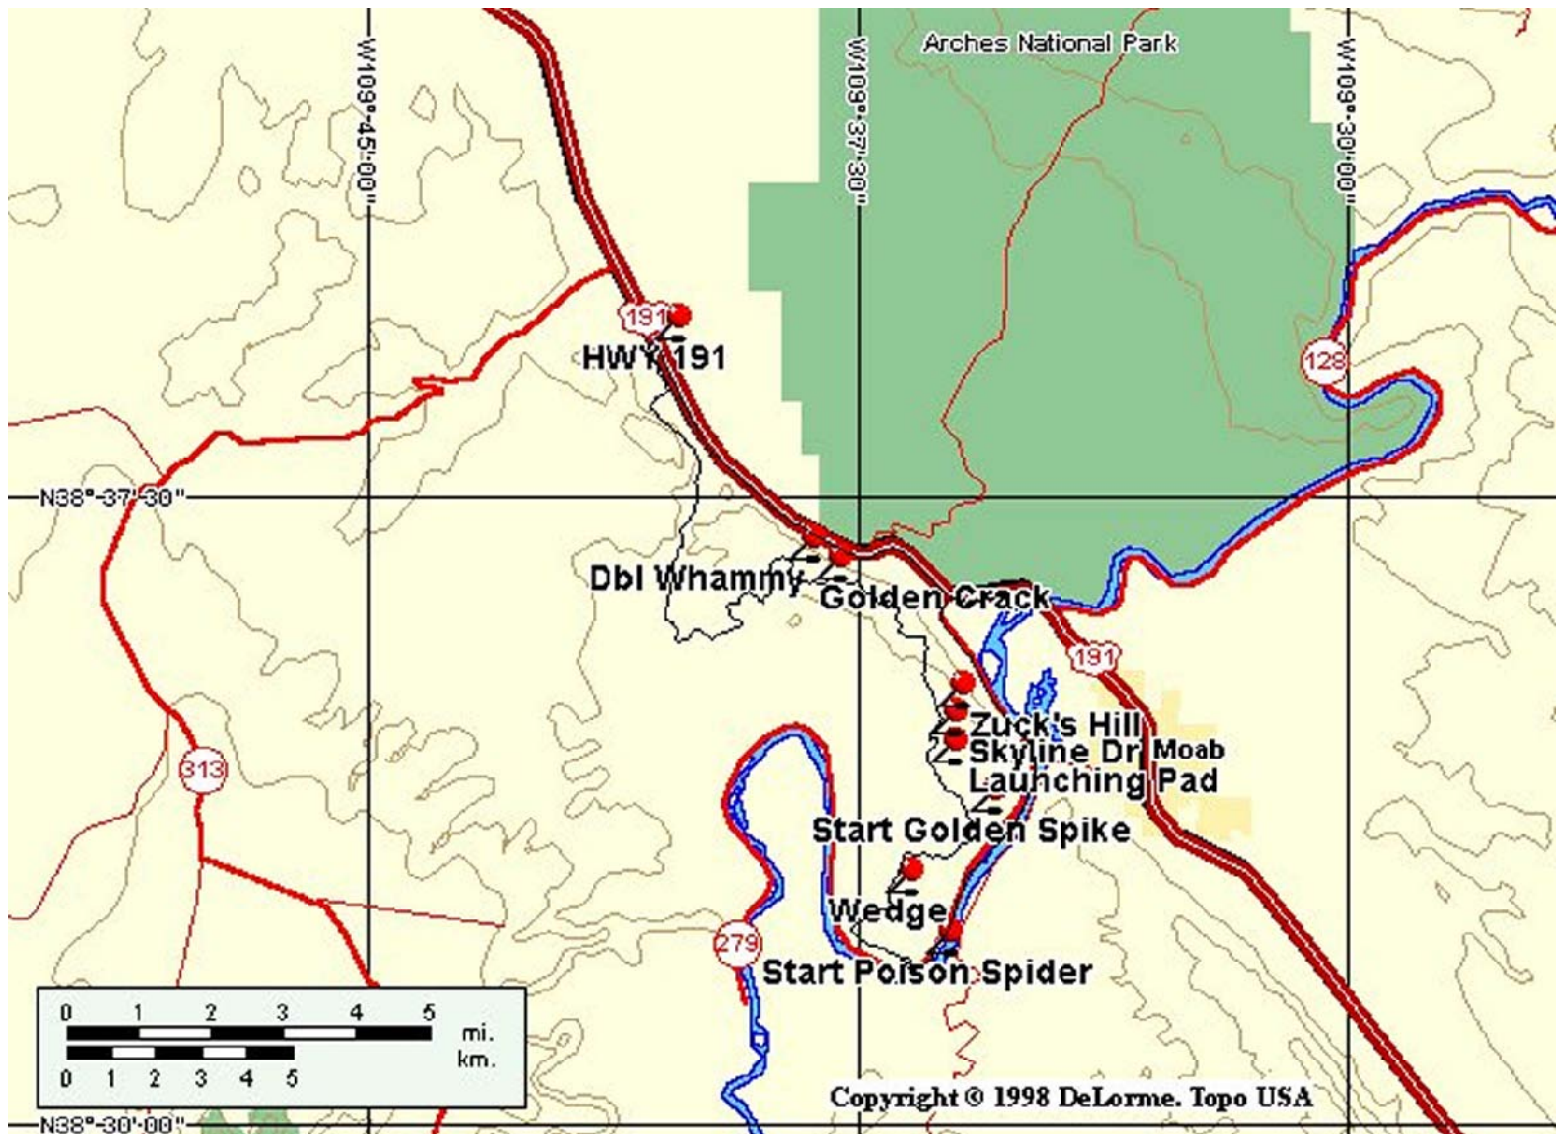 Arches National Park
W109°-45'-00"
W109°-37'-30"
W109°-30'-00"
191
HWY 191
128
N38°-37'-30"
Dbl Whammy
Golden Crack
191
Zuck's Hill
Skyline Dr
Moab
Launching Pad
313
Start Golden Spike
Wedge
279
Start Poison Spider
0 1 2 3 4 5
mi.
km.
0 1 2 3 4 5
Copyright © 1998 DeLorme. Topo USA
N38°-30'-00"